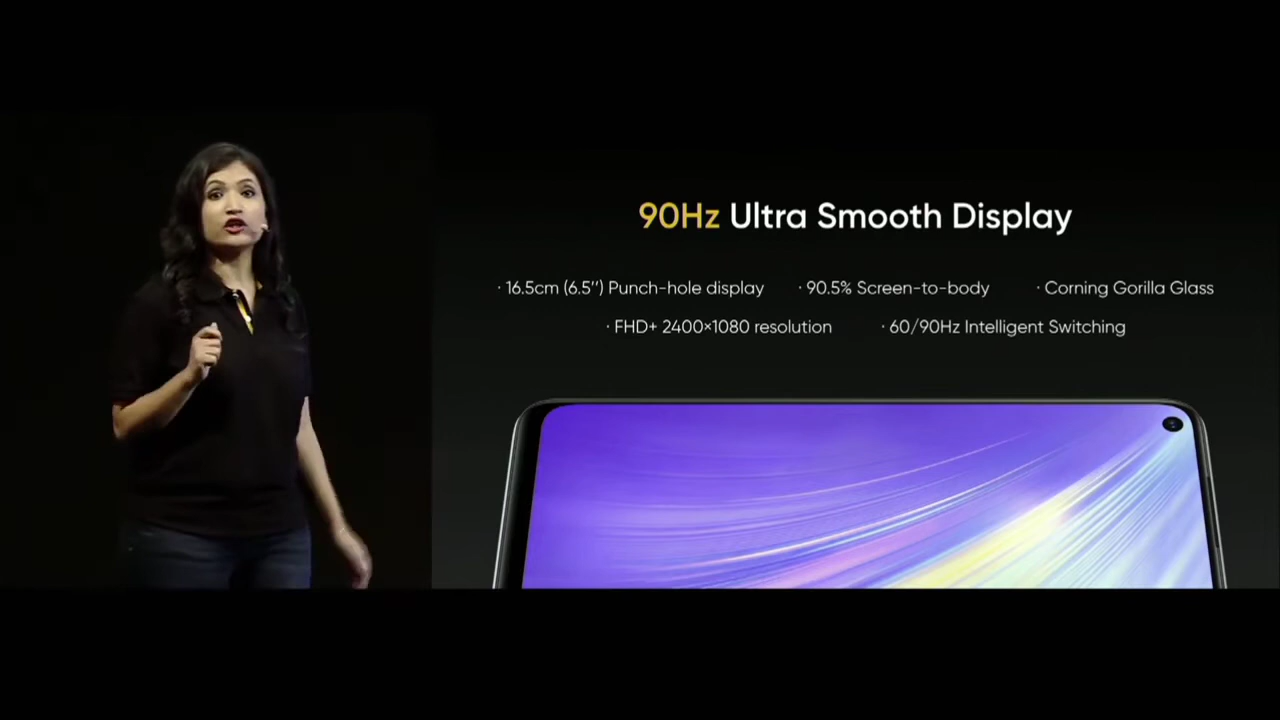 90Hz Ultra Smooth Display
· 16.5cm (6.5’’) Punch-hole display · 90.5% Screen-to-body · Corning Gorilla Glass
· FHD+ 2400×1080 resolution · 60/90Hz Intelligent Switching